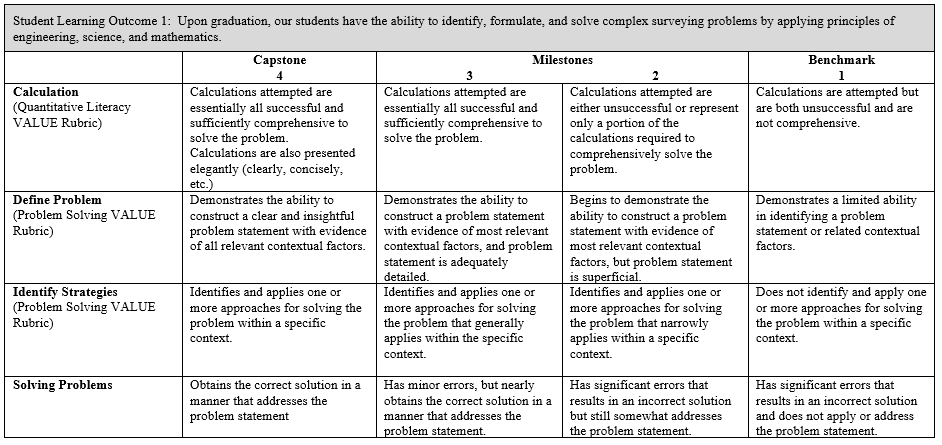 Student Learning Outcome 1:  Upon graduation, our students have the ability to identify, formulate, and solve complex surveying problems by applying principles of
engineering, science, and mathematics.
Capstone
4
Milestones
3
2
Benchmark
1
Calculation
(Quantitative Literacy
VALUE Rubric)
Calculations attempted are
essentially all successful and
sufficiently comprehensive to
solve the problem.
Calculations are also presented
elegantly (clearly, concisely,
etc.)
Calculations attempted are
essentially all successful and
sufficiently comprehensive to
solve the problem.
Calculations attempted are
either unsuccessful or represent
only a portion of the
calculations required to
comprehensively solve the
problem.
Calculations are attempted but
are both unsuccessful and are
not comprehensive.
Define Problem
(Problem Solving VALUE
Rubric)
Demonstrates the ability to
construct a clear and insightful
problem statement with evidence
of all relevant contextual factors.
Demonstrates the ability to
construct a problem statement
with evidence of most relevant
contextual factors, and problem
statement is adequately
detailed.
Begins to demonstrate the
ability to construct a problem
statement with evidence of
most relevant contextual
factors, but problem statement
is superficial.
Demonstrates a limited ability
in identifying a problem
statement or related contextual
factors.
Identify Strategies
(Problem Solving VALUE
Rubric)
Identifies and applies one or
more approaches for solving the
problem within a specific
context.
Identifies and applies one or
more approaches for solving
the problem that generally
applies within the specific
context.
Identifies and applies one or
more approaches for solving
the problem that narrowly
applies within a specific
context.
Does not identify and apply one
or more approaches for solving
the problem within a specific
context.
Solving Problems
Obtains the correct solution in a
manner that addresses the
problem statement
Has minor errors, but nearly
obtains the correct solution in a
manner that addresses the
problem statement.
Has significant errors that
results in an incorrect solution
but still somewhat addresses
the problem statement.
Has significant errors that
results in an incorrect solution
and does not apply or address
the problem statement.